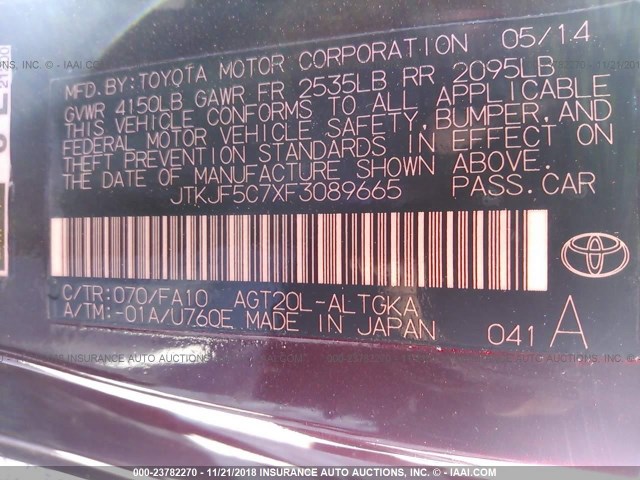 MFD. BY: TOYOTA MOTOR CORPORATION 05/14
GVWR 4150LB GAWR FR 2535LB RR 2095LB
THIS VEHICLE CONFORMS TO ALL APPLICABLE
FEDERAL MOTOR VEHICLE SAFETY, BUMPER, AND
THEFT PREVENTION STANDARDS IN EFFECT ON
THE DATE OF MANUFACTURE SHOWN ABOVE.
JTKJF5C7XF3089665 PASS. CAR
C/TR: 070/FA10 AGT20L-ALTGKA
A/TM: -01A/U760E MADE IN JAPAN
041 A
000-23782270 - 11/21/2018 INSURANCE AUTO AUCTIONS, INC. © - IAAI.COM